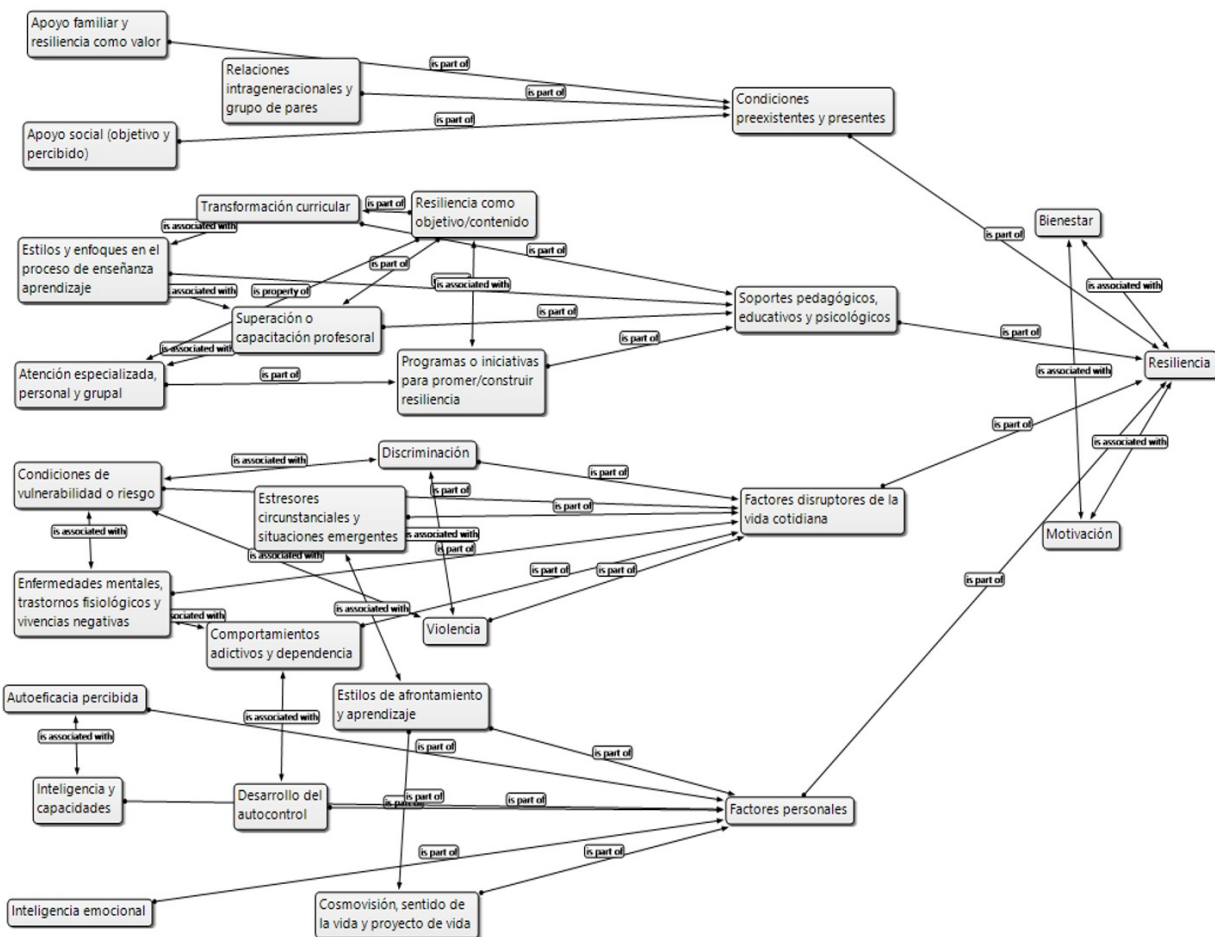 Apoyo familiar y
resiliencia como valor
is part of
Relaciones
intrageneracionales y
grupo de pares
is part of
Condiciones
preexistentes y presentes
is part of
Apoyo social (objetivo y
percibido)
Transformación curricular
is part of
Resiliencia como
objetivo/contenido
is associated with
Bienestar
is part of
Estilos y enfoques en el
proceso de enseñanza
aprendizaje
is part of
is part of
is associated with
is associated with
is associated with
is property of
Soportes pedagógicos,
educativos y psicológicos
Superación o
capacitación profesoral
is part of
is part of
is associated with
is part of
Resiliencia
Atención especializada,
personal y grupal
is part of
Programas o iniciativas
para promer/construir
resiliencia
is associated with
is part of
Discriminación
is associated with
is associated with
Condiciones de
vulnerabilidad o riesgo
is part of
is part of
Estresores
circunstanciales y
situaciones emergentes
is part of
Factores disruptores de la
vida cotidiana
is associated with
is associated with
Motivación
is part of
is associated with
is part of
is part of
is part of
Enfermedades mentales,
trastornos fisiológicos y
vivencias negativas
is associated with
sociated with
Comportamientos
adictivos y dependencia
Violencia
Autoeficacia percibida
Estilos de afrontamiento
y aprendizaje
is associated with
is associated with
is part of
is part of
Inteligencia y
capacidades
Desarrollo del
autocontrol
is part of
is part of
is part of
Factores personales
is part of
is part of
Inteligencia emocional
Cosmovisión, sentido de
la vida y proyecto de vida